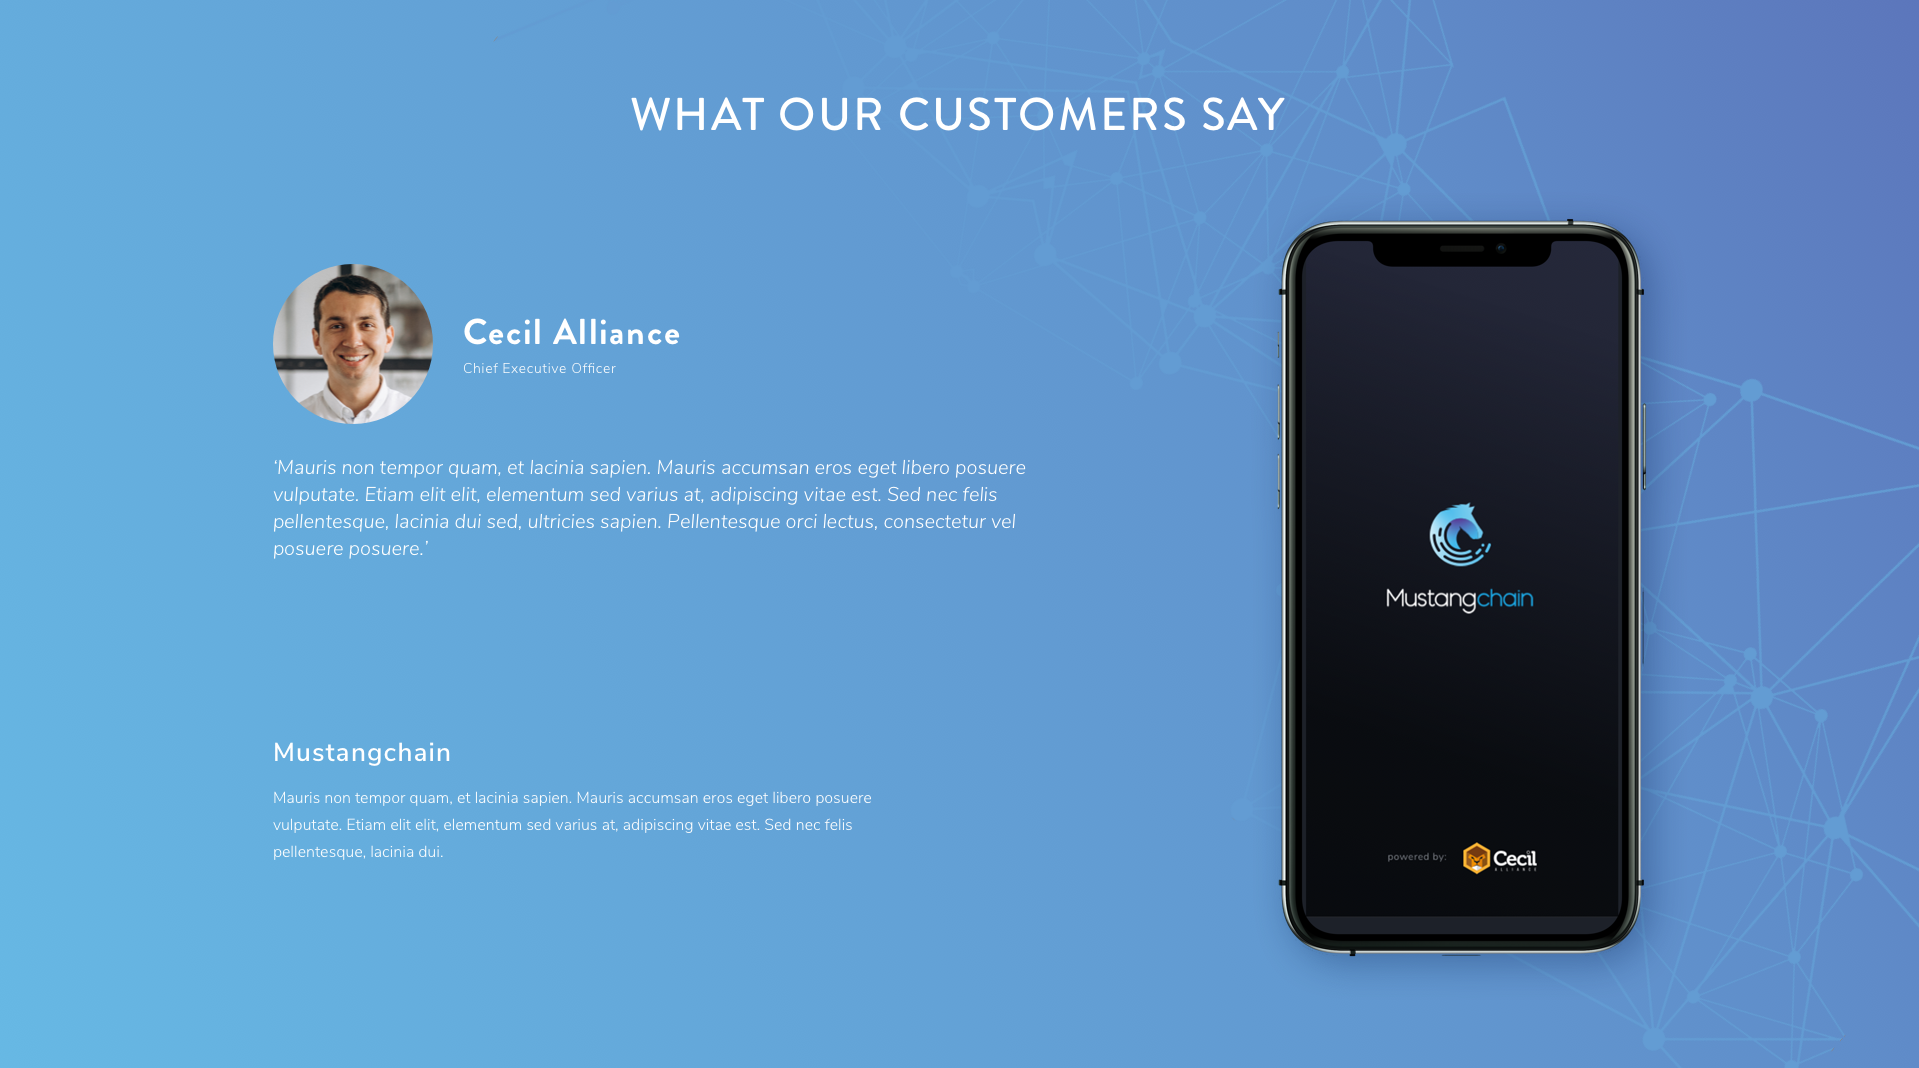 WHAT OUR CUSTOMERS SAY
Cecil Alliance
Chief Executive Officer
‘Mauris non tempor quam, et lacinia sapien. Mauris accumsan eros eget libero posuere
vulputate. Etiam elit elit, elementum sed varius at, adipiscing vitae est. Sed nec felis
pellentesque, lacinia dui sed, ultricies sapien. Pellentesque orci lectus, consectetur vel
posuere posuere.’
Mustangchain
Mauris non tempor quam, et lacinia sapien. Mauris accumsan eros eget libero posuere
vulputate. Etiam elit elit, elementum sed varius at, adipiscing vitae est. Sed nec felis
pellentesque, lacinia dui.
Mustangchain
powered by:
Cecil
ALLIANCE